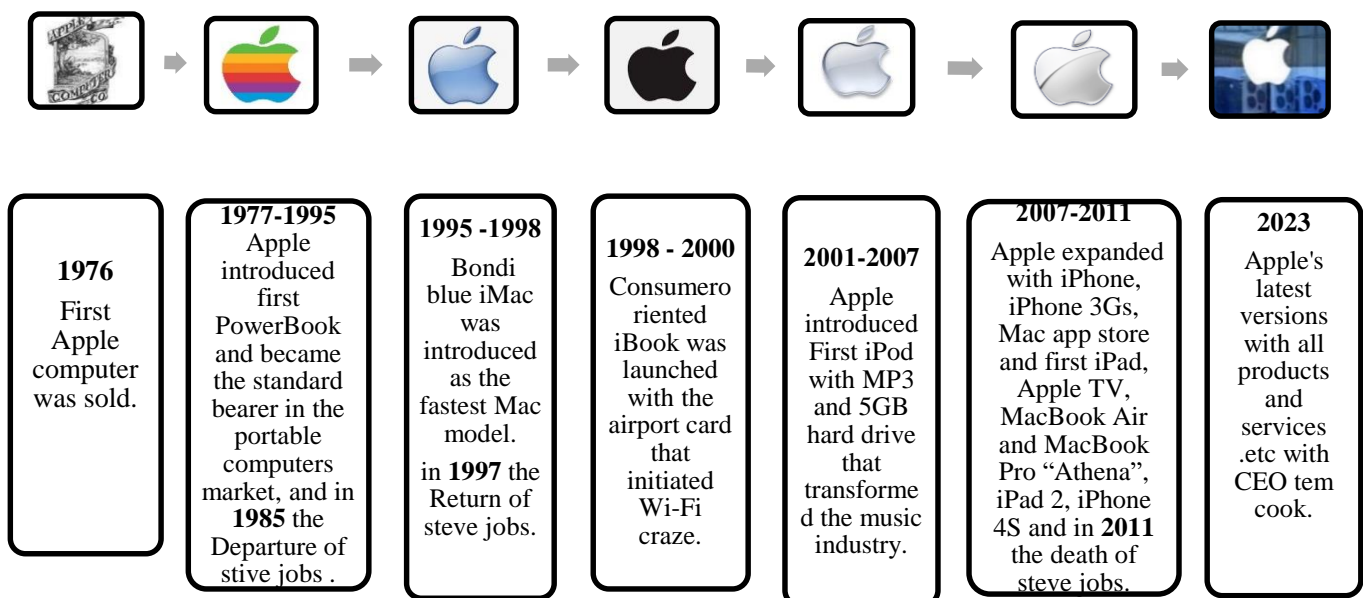 APPLE
COMPUTER
CO
1976
First
Apple
computer
was sold.
1977-1995
Apple
introduced
first
PowerBook
and became
the standard
bearer in the
portable
computers
market, and in
1985 the
Departure of
stive jobs .
1995 -1998
Bondi
blue iMac
was
introduced
as the
fastest Mac
model.
in 1997 the
Return of
steve jobs.
1998 - 2000
Consumero
riented
iBook was
launched
with the
airport card
that
initiated
Wi-Fi
craze.
2001-2007
Apple
introduced
First iPod
with MP3
and 5GB
hard drive
that
transforme
d the music
industry.
2007-2011
Apple expanded
with iPhone,
iPhone 3Gs,
Mac app store
and first iPad,
Apple TV,
MacBook Air
and MacBook
Pro “Athena”,
iPad 2, iPhone
4S and in 2011
the death of
steve jobs.
2023
Apple's
latest
versions
with all
products
and
services
.etc with
CEO tem
cook.